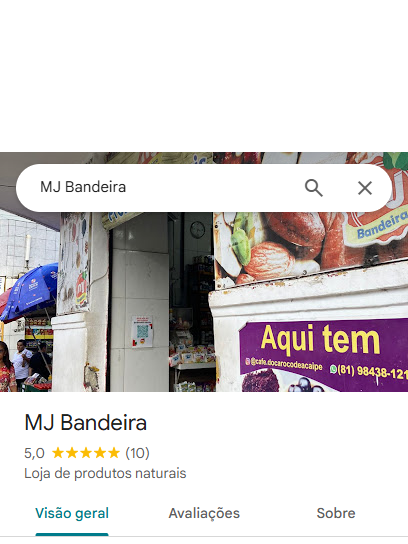 MJ Bandeira
Bandeira
Aqui tem
@cafe.docarocodeacaipe
(81) 98438-121
MJ Bandeira
5,0 (10)
Loja de produtos naturais
Visão geral
Avaliações
Sobre